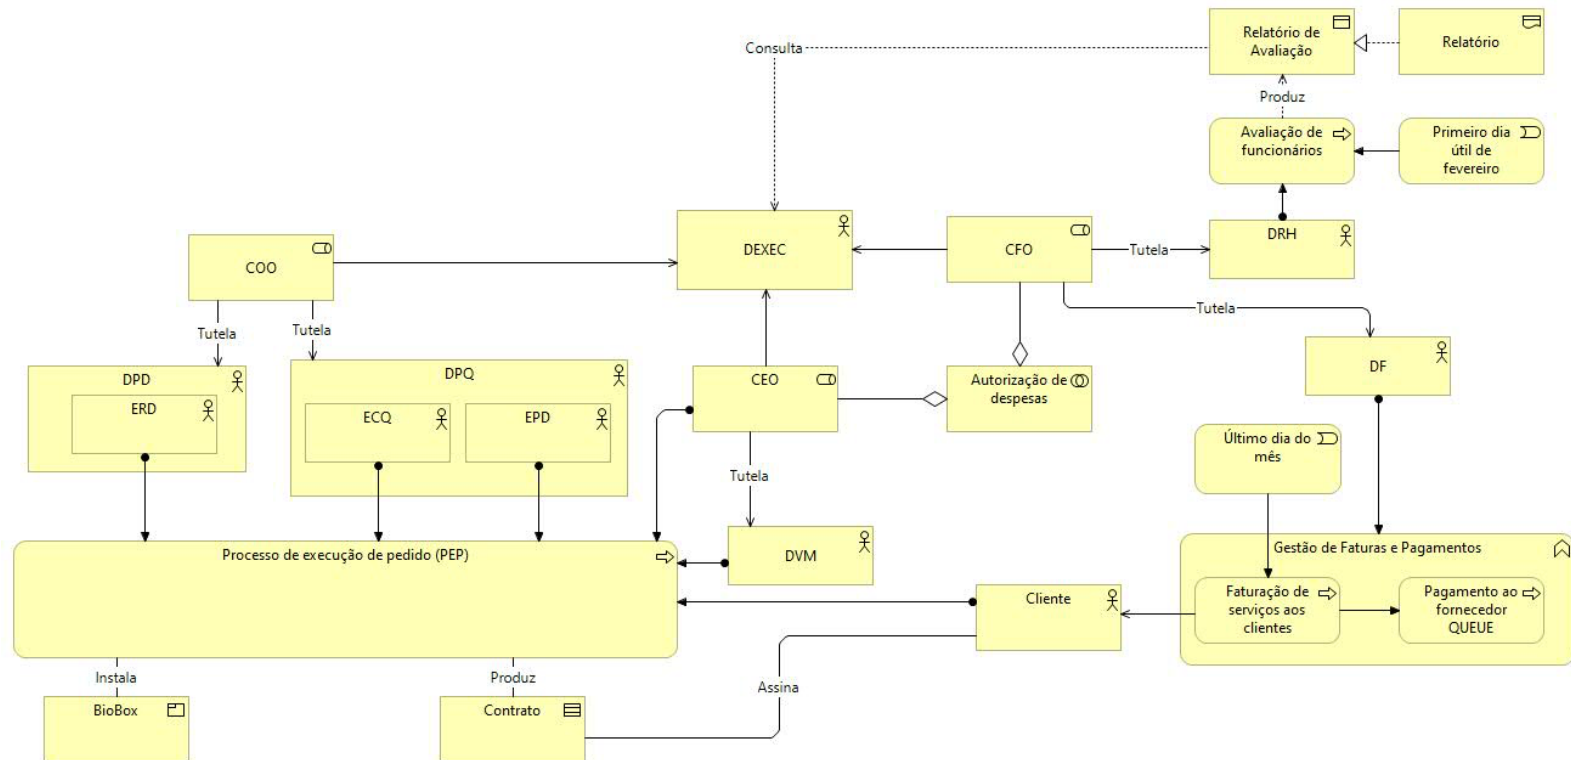 Relatório de
Avaliação
Relatório
Consulta
Produz
Avaliação de
funcionários
Primeiro dia
útil de
fevereiro
DEXEC
CFO
Tutela
DRH
COO
Tutela
Tutela
Tutela
DPD
ERD
DPQ
ECQ
EPD
CEO
Autorização de
despesas
DF
Último dia do
mês
Tutela
DVM
Processo de execução de pedido (PEP)
Gestão de Faturas e Pagamentos
Cliente
Faturação de
serviços aos
clientes
Pagamento ao
fornecedor
QUEUE
Instala
Produz
Assina
BioBox
Contrato